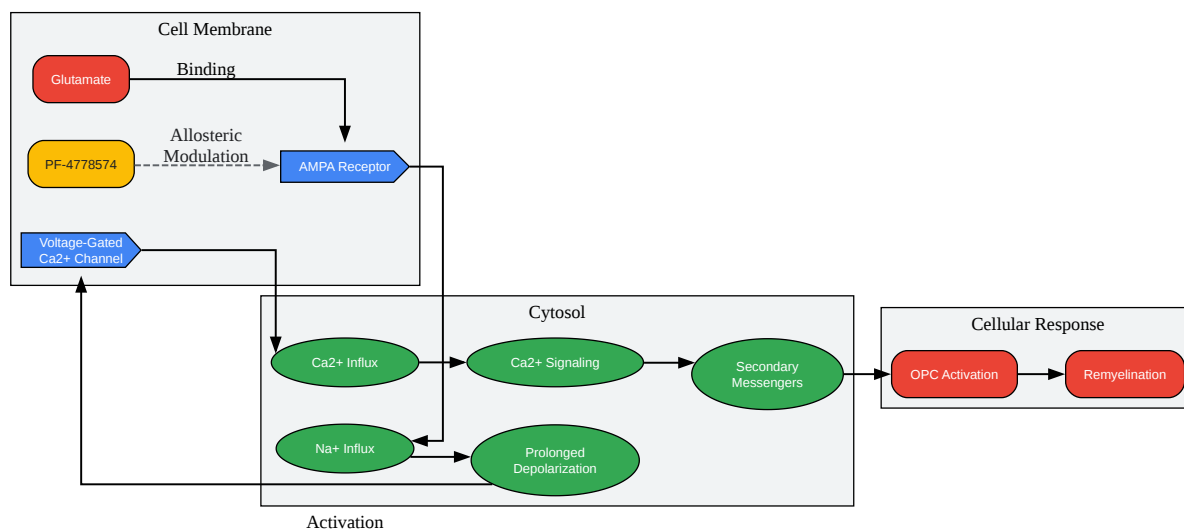 Cell Membrane
Glutamate
Binding
PF-4778574
Allosteric
Modulation
AMPA Receptor
Voltage-Gated
Ca2+ Channel
Cytosol
Ca2+ Influx
Ca2+ Signaling
Secondary
Messengers
Na+ Influx
Prolonged
Depolarization
Activation
Cellular Response
OPC Activation
Remyelination